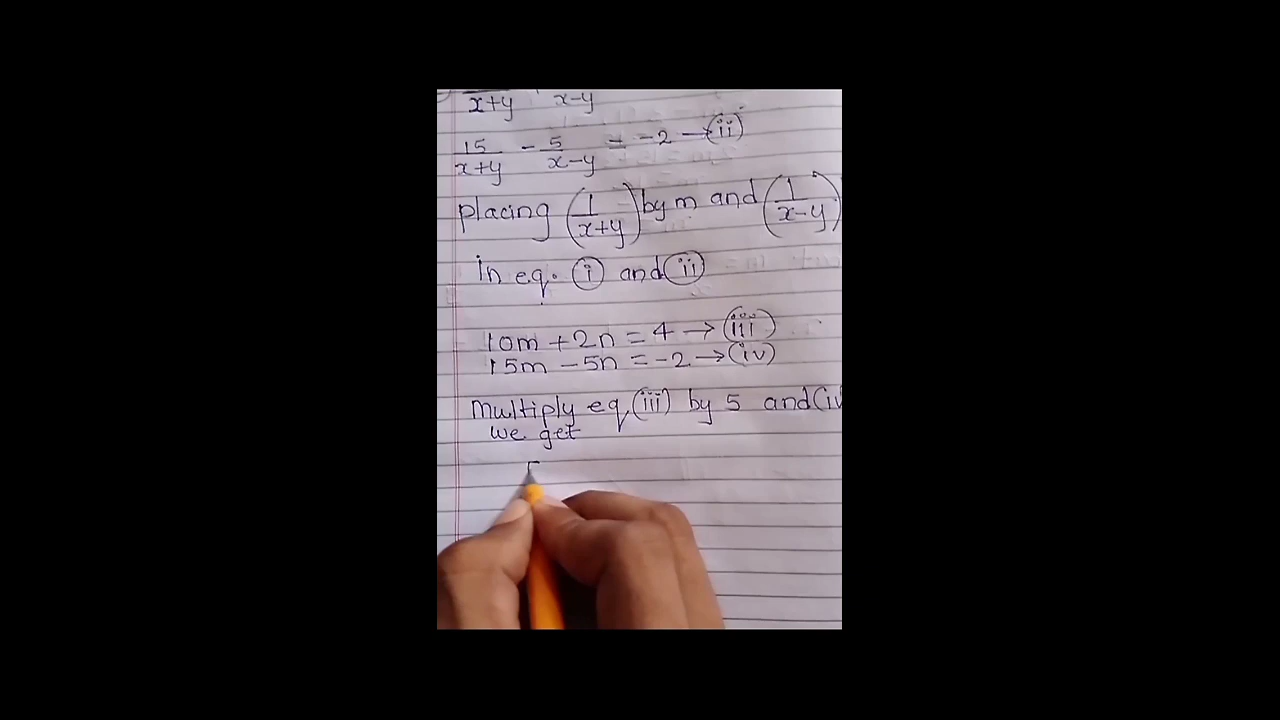 x+y x-y
15/(x+y) - 5/(x-y) = -2 → (ii)
placing (1/(x+y)) by m and (1/(x-y))
in eq. (i) and (ii)
10m + 2n = 4 → (iii)
15m - 5n = -2 → (iv)
Multiply eq. (iii) by 5 and (iv
we get